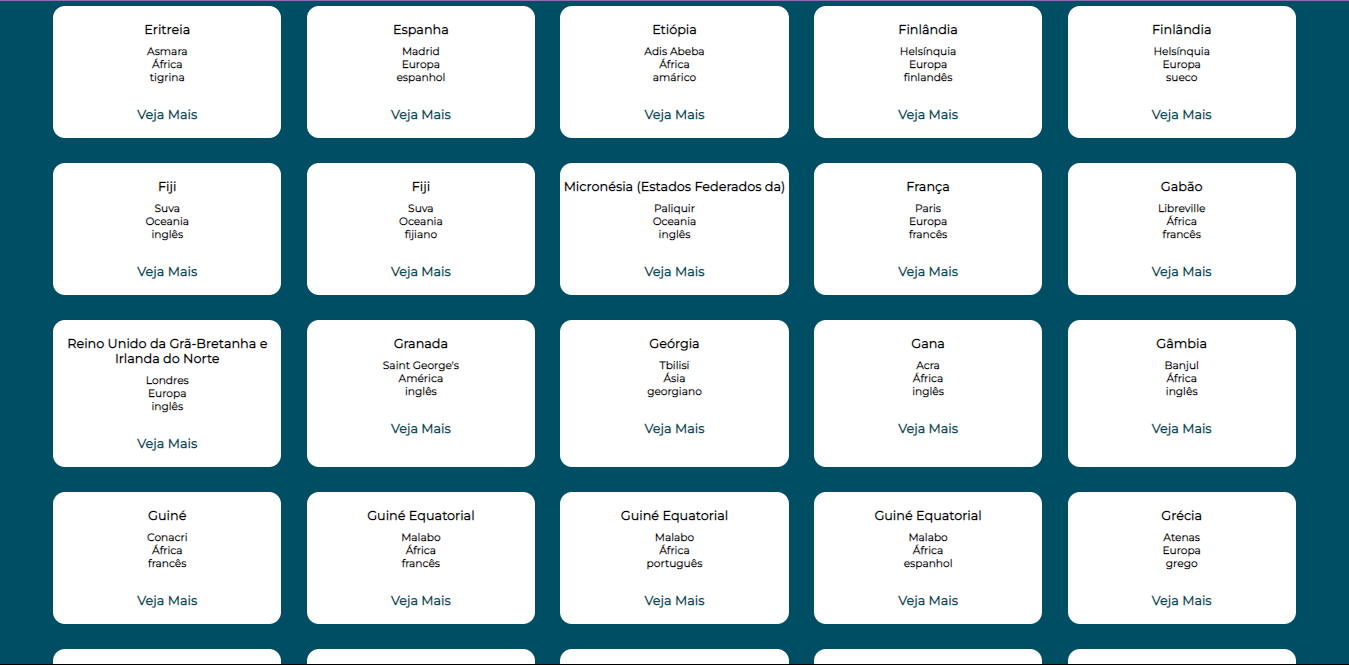 Eritreia
Asmara
África
tigrina
Veja Mais
Espanha
Madrid
Europa
espanhol
Veja Mais
Etiópia
Adis Abeba
África
amárico
Veja Mais
Finlândia
Helsínquia
Europa
finlandês
Veja Mais
Finlândia
Helsínquia
Europa
sueco
Veja Mais
Fiji
Suva
Oceania
inglês
Veja Mais
Fiji
Suva
Oceania
fijiano
Veja Mais
Micronésia (Estados Federados da)
Paliquir
Oceania
inglês
Veja Mais
França
Paris
Europa
francês
Veja Mais
Gabão
Libreville
África
francês
Veja Mais
Reino Unido da Grã-Bretanha e
Irlanda do Norte
Londres
Europa
inglês
Veja Mais
Granada
Saint George's
América
inglês
Veja Mais
Geórgia
Tbilisi
Ásia
georgiano
Veja Mais
Gana
Acra
África
inglês
Veja Mais
Gâmbia
Banjul
África
inglês
Veja Mais
Guiné
Conacri
África
francês
Veja Mais
Guiné Equatorial
Malabo
África
francês
Veja Mais
Guiné Equatorial
Malabo
África
português
Veja Mais
Guiné Equatorial
Malabo
África
espanhol
Veja Mais
Grécia
Atenas
Europa
grego
Veja Mais